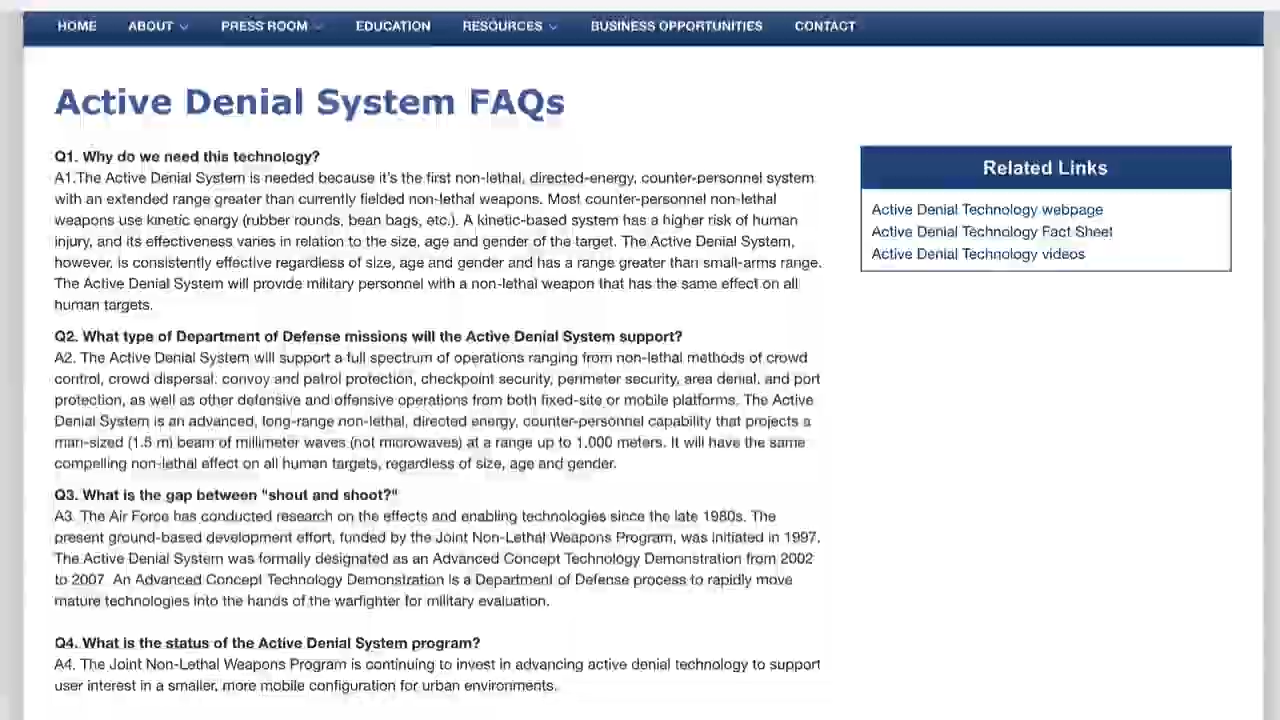 HOME ABOUT PRESS ROOM EDUCATION RESOURCES BUSINESS OPPORTUNITIES CONTACT
Active Denial System FAQs
Q1. Why do we need this technology?
A1.The Active Denial System is needed because it's the first non-lethal, directed-energy, counter-personnel system
with an extended range greater than currently fielded non-lethal weapons. Most counter-personnel non-lethal
weapons use kinetic energy (rubber rounds, bean bags, etc.). A kinetic-based system has a higher risk of human
injury, and its effectiveness varies in relation to the size, age and gender of the target. The Active Denial System,
however, is consistently effective regardless of size, age and gender and has a range greater than small-arms range.
The Active Denial System will provide military personnel with a non-lethal weapon that has the same effect on all
human targets.
Q2. What type of Department of Defense missions will the Active Denial System support?
A2. The Active Denial System will support a full spectrum of operations ranging from non-lethal methods of crowd
control, crowd dispersal, convoy and patrol protection, checkpoint security, perimeter security, area denial, and port
protection, as well as other defensive and offensive operations from both fixed-site or mobile platforms. The Active
Denial System is an advanced, long-range non-lethal, directed energy, counter-personnel capability that projects a
man-sized (1.5 m) beam of millimeter waves (not microwaves) at a range up to 1,000 meters. It will have the same
compelling non-lethal effect on all human targets, regardless of size, age and gender.
Q3. What is the gap between "shout and shoot?"
A3. The Air Force has conducted research on the effects and enabling technologies since the late 1980s. The
present ground-based development effort, funded by the Joint Non-Lethal Weapons Program, was initiated in 1997.
The Active Denial System was formally designated as an Advanced Concept Technology Demonstration from 2002
to 2007. An Advanced Concept Technology Demonstration is a Department of Defense process to rapidly move
mature technologies into the hands of the warfighter for military evaluation.
Q4. What is the status of the Active Denial System program?
A4. The Joint Non-Lethal Weapons Program is continuing to invest in advancing active denial technology to support
user interest in a smaller, more mobile configuration for urban environments.
Related Links
Active Denial Technology webpage
Active Denial Technology Fact Sheet
Active Denial Technology videos